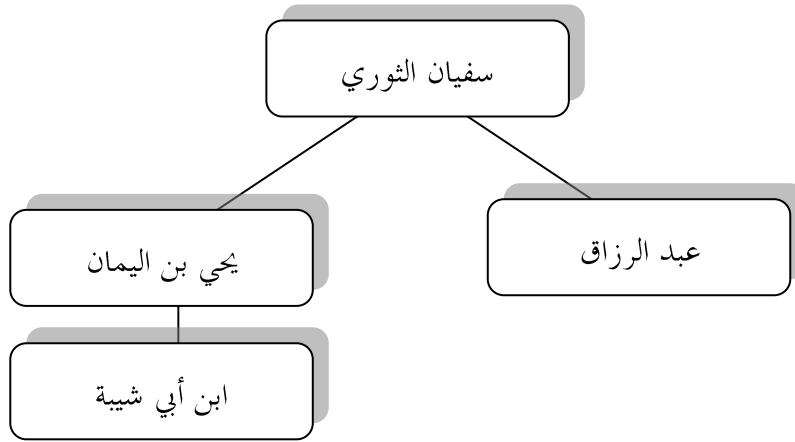 سفيان الثوري
عبد الرزاق
يحي بن اليمان
ابن أبي شيبة